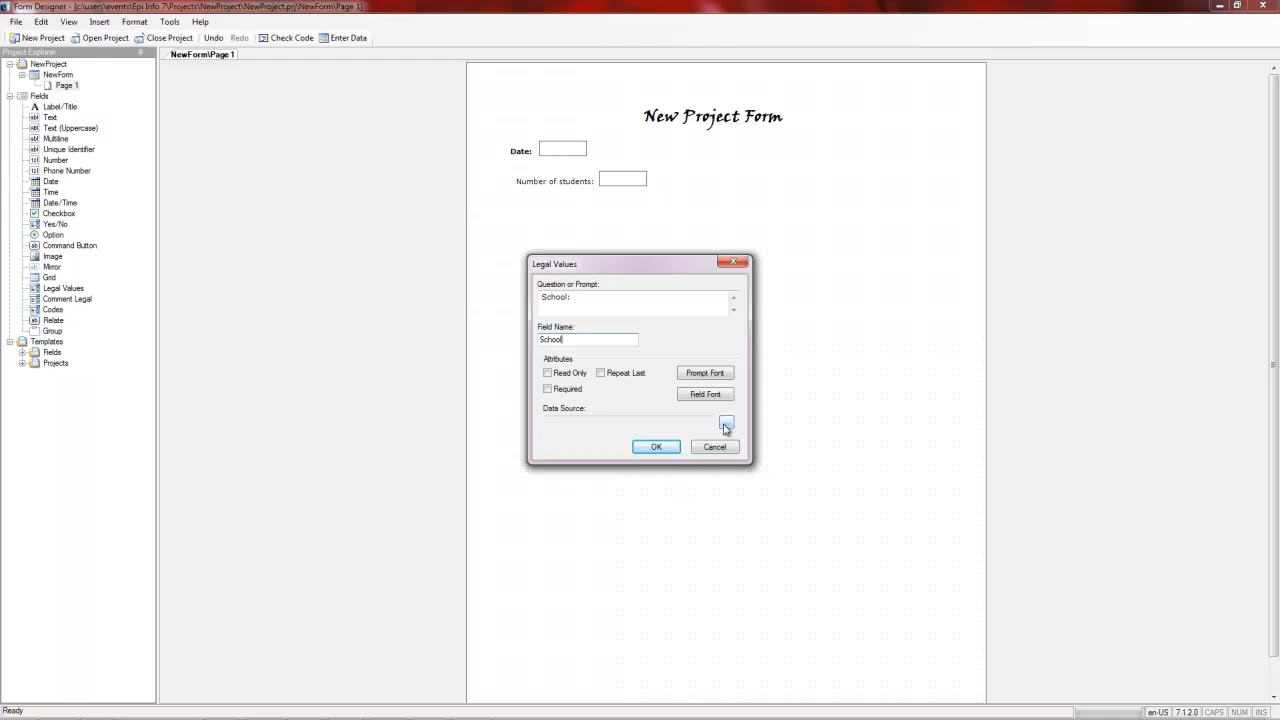 Form Designer - [c:\users\events\Epi Info 7\Projects\NewProject\NewProject.prj\NewForm\Page 1]
File Edit View Insert Format Tools Help
New Project Open Project Close Project Undo Redo Check Code Enter Data
Project Explorer
NewForm\Page 1
NewProject
NewForm
Page 1
Fields
Label/Title
Text
Text (Uppercase)
Multiline
Unique Identifier
Number
Phone Number
Date
Time
Date/Time
Checkbox
Yes/No
Option
Command Button
Image
Mirror
Grid
Legal Values
Comment Legal
Codes
Relate
Group
Templates
Fields
Projects
New Project Form
Date:
Number of students:
Legal Values
Question or Prompt:
School:
Field Name:
School
Attributes
Read Only Repeat Last Prompt Font
Required Field Font
Data Source:
OK Cancel
Ready en-US 7.1.2.0 CAPS NUM INS